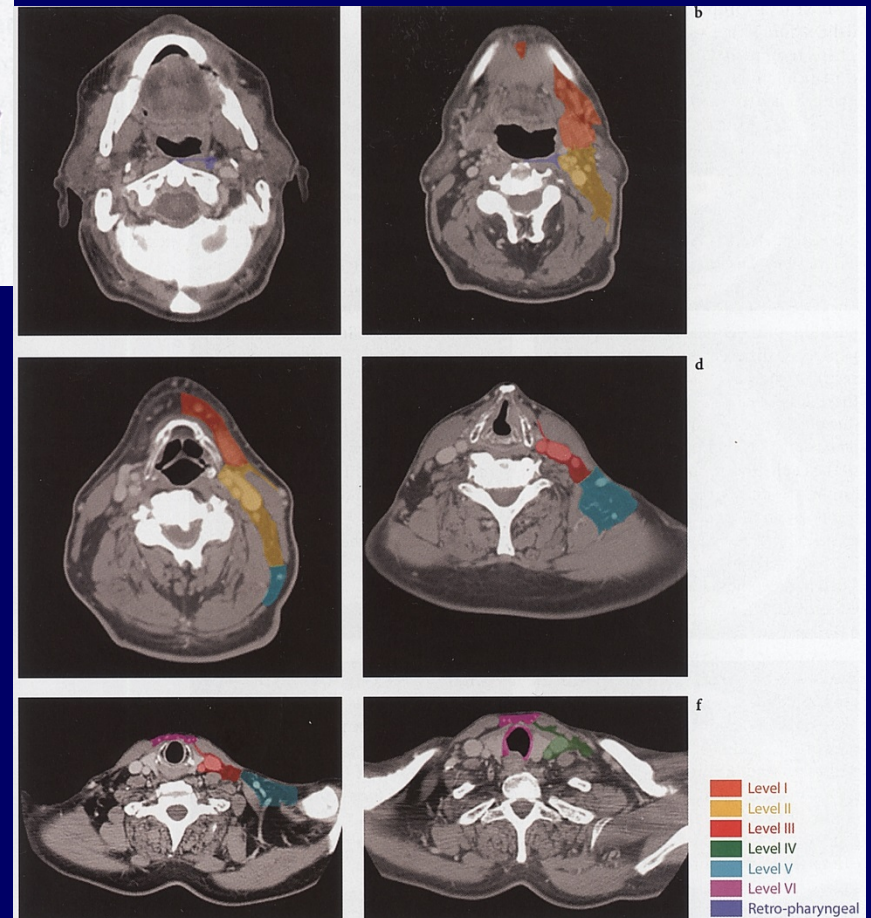 b
d
f
Level I
Level II
Level III
Level IV
Level V
Level VI
Retro-pharyngeal